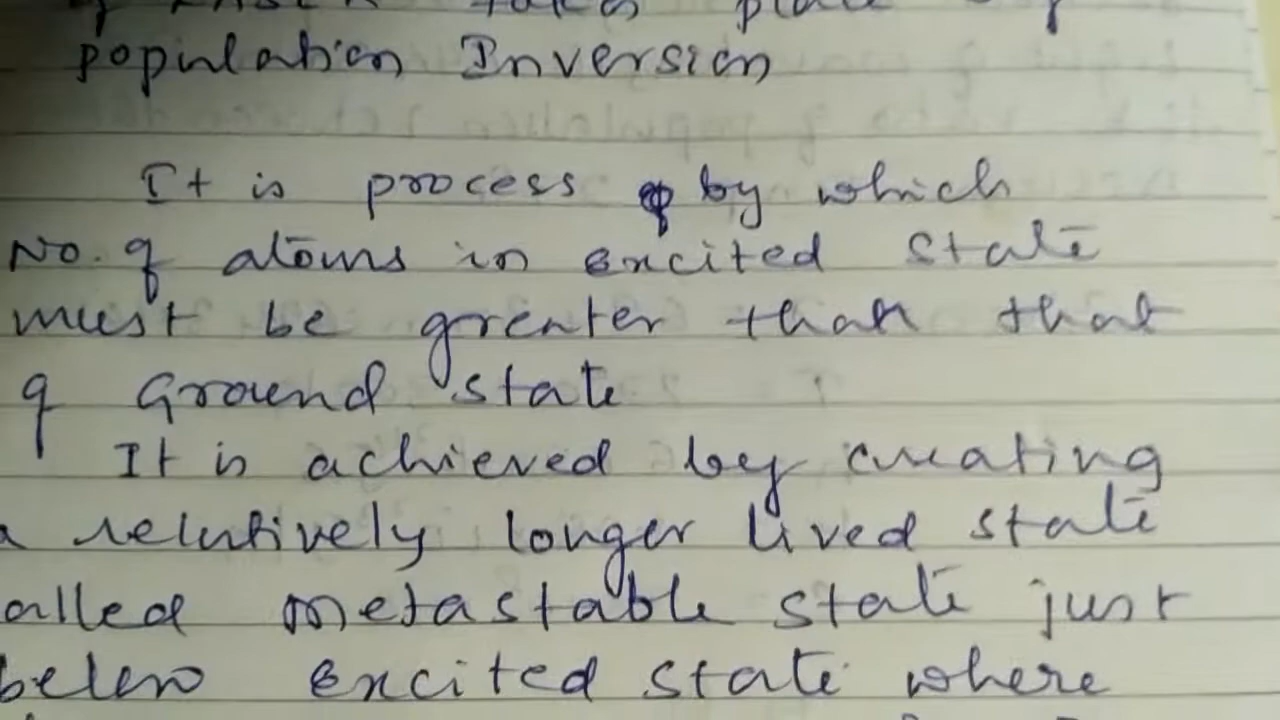 takes place
population Inversion
It is process by which
No. of atoms in excited state
must be greater than that
of Ground state
It is achieved by creating
a relatively longer lived state
called metastable state just
below excited state where